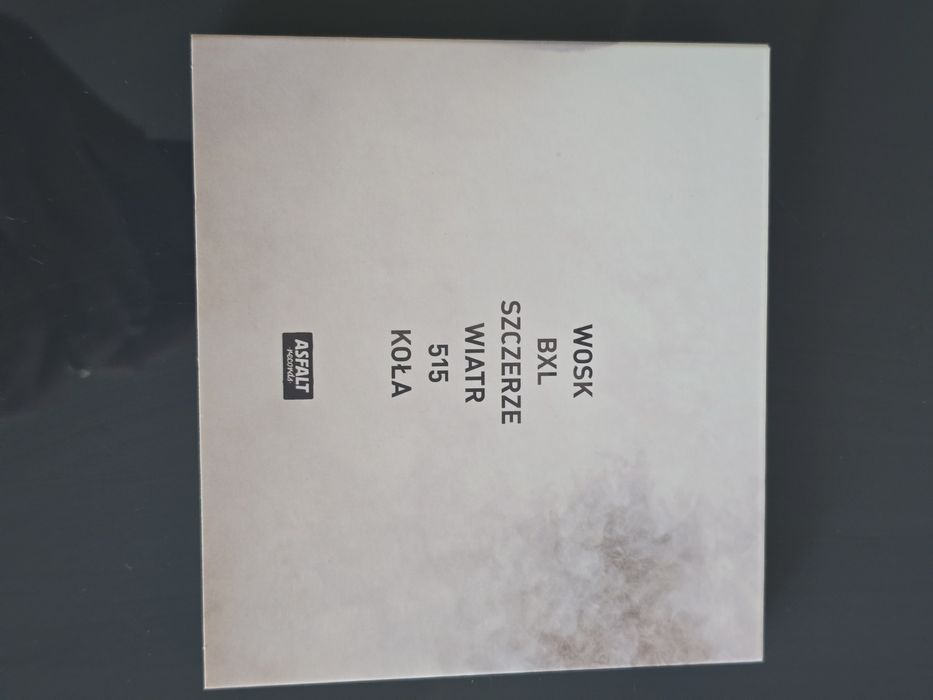 WOSK
BXL
SZCZERZE
WIATR
515
KOŁA
ASFALT
records